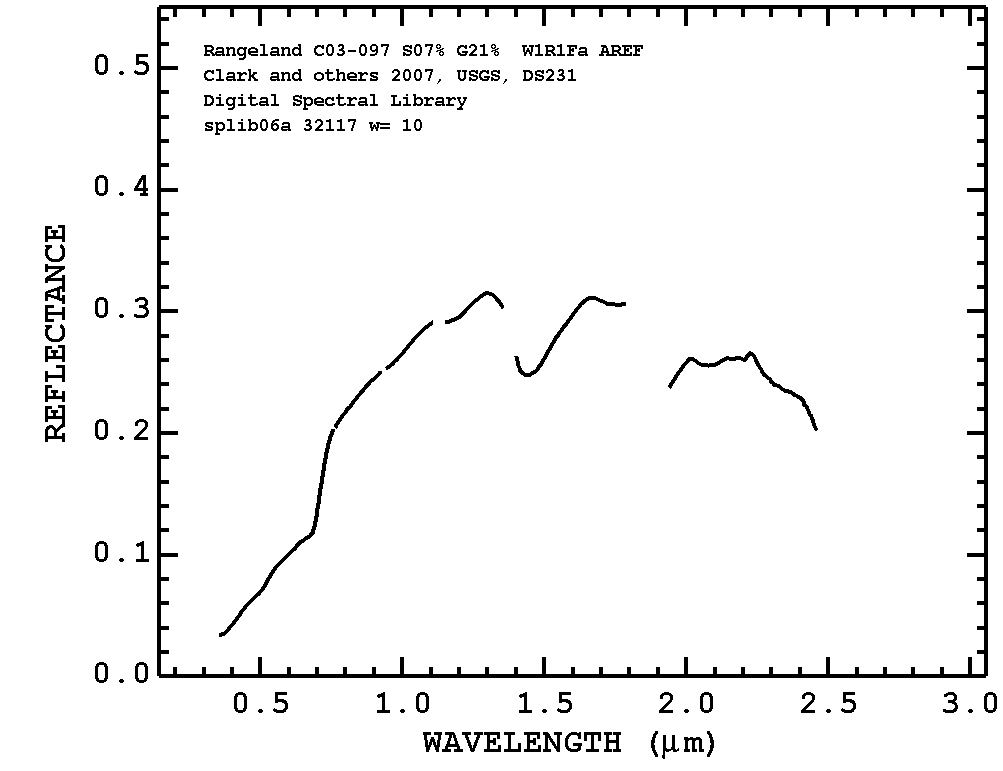 Rangeland C03-097 S07% G21%  W1R1Fa AREF
Clark and others 2007, USGS, DS231
Digital Spectral Library
splib06a 32117 w= 10
0.5
0.4
0.3
0.2
0.1
0.0
REFLECTANCE
0.5 1.0 1.5 2.0 2.5 3.0
WAVELENGTH (μm)